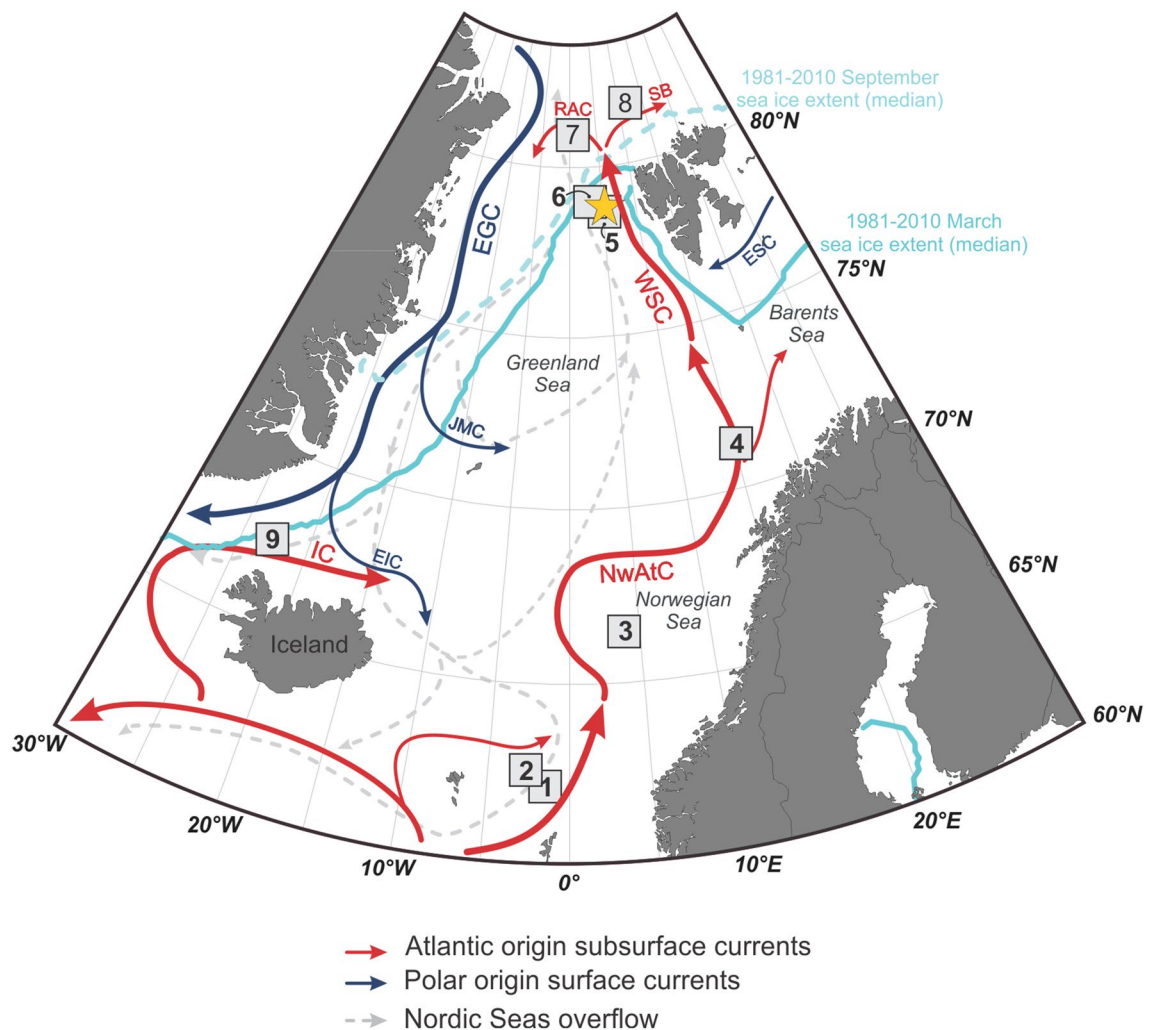 1981-2010 September
sea ice extent (median)
80°N
SB
8
RAC
7
6
5
EGC
1981-2010 March
sea ice extent (median)
75°N
ESC
WSC
Barents
Sea
Greenland
Sea
70°N
JMC
4
9
IC
EIC
NwAtC
65°N
Norwegian
Sea
3
Iceland
60°N
30°W
2
1
20°W
20°E
10°W
10°E
0°
Atlantic origin subsurface currents
Polar origin surface currents
Nordic Seas overflow